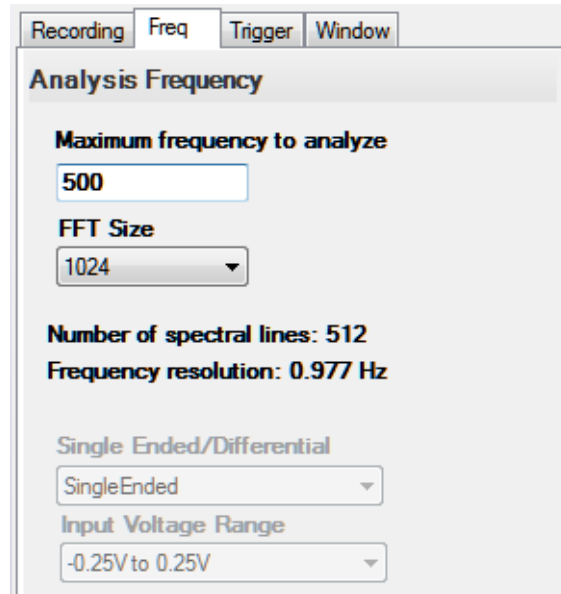 Recording Freq Trigger Window
Analysis Frequency
Maximum frequency to analyze
500
FFT Size
1024
Number of spectral lines: 512
Frequency resolution: 0.977 Hz
Single Ended/Differential
SingleEnded
Input Voltage Range
-0.25V to 0.25V